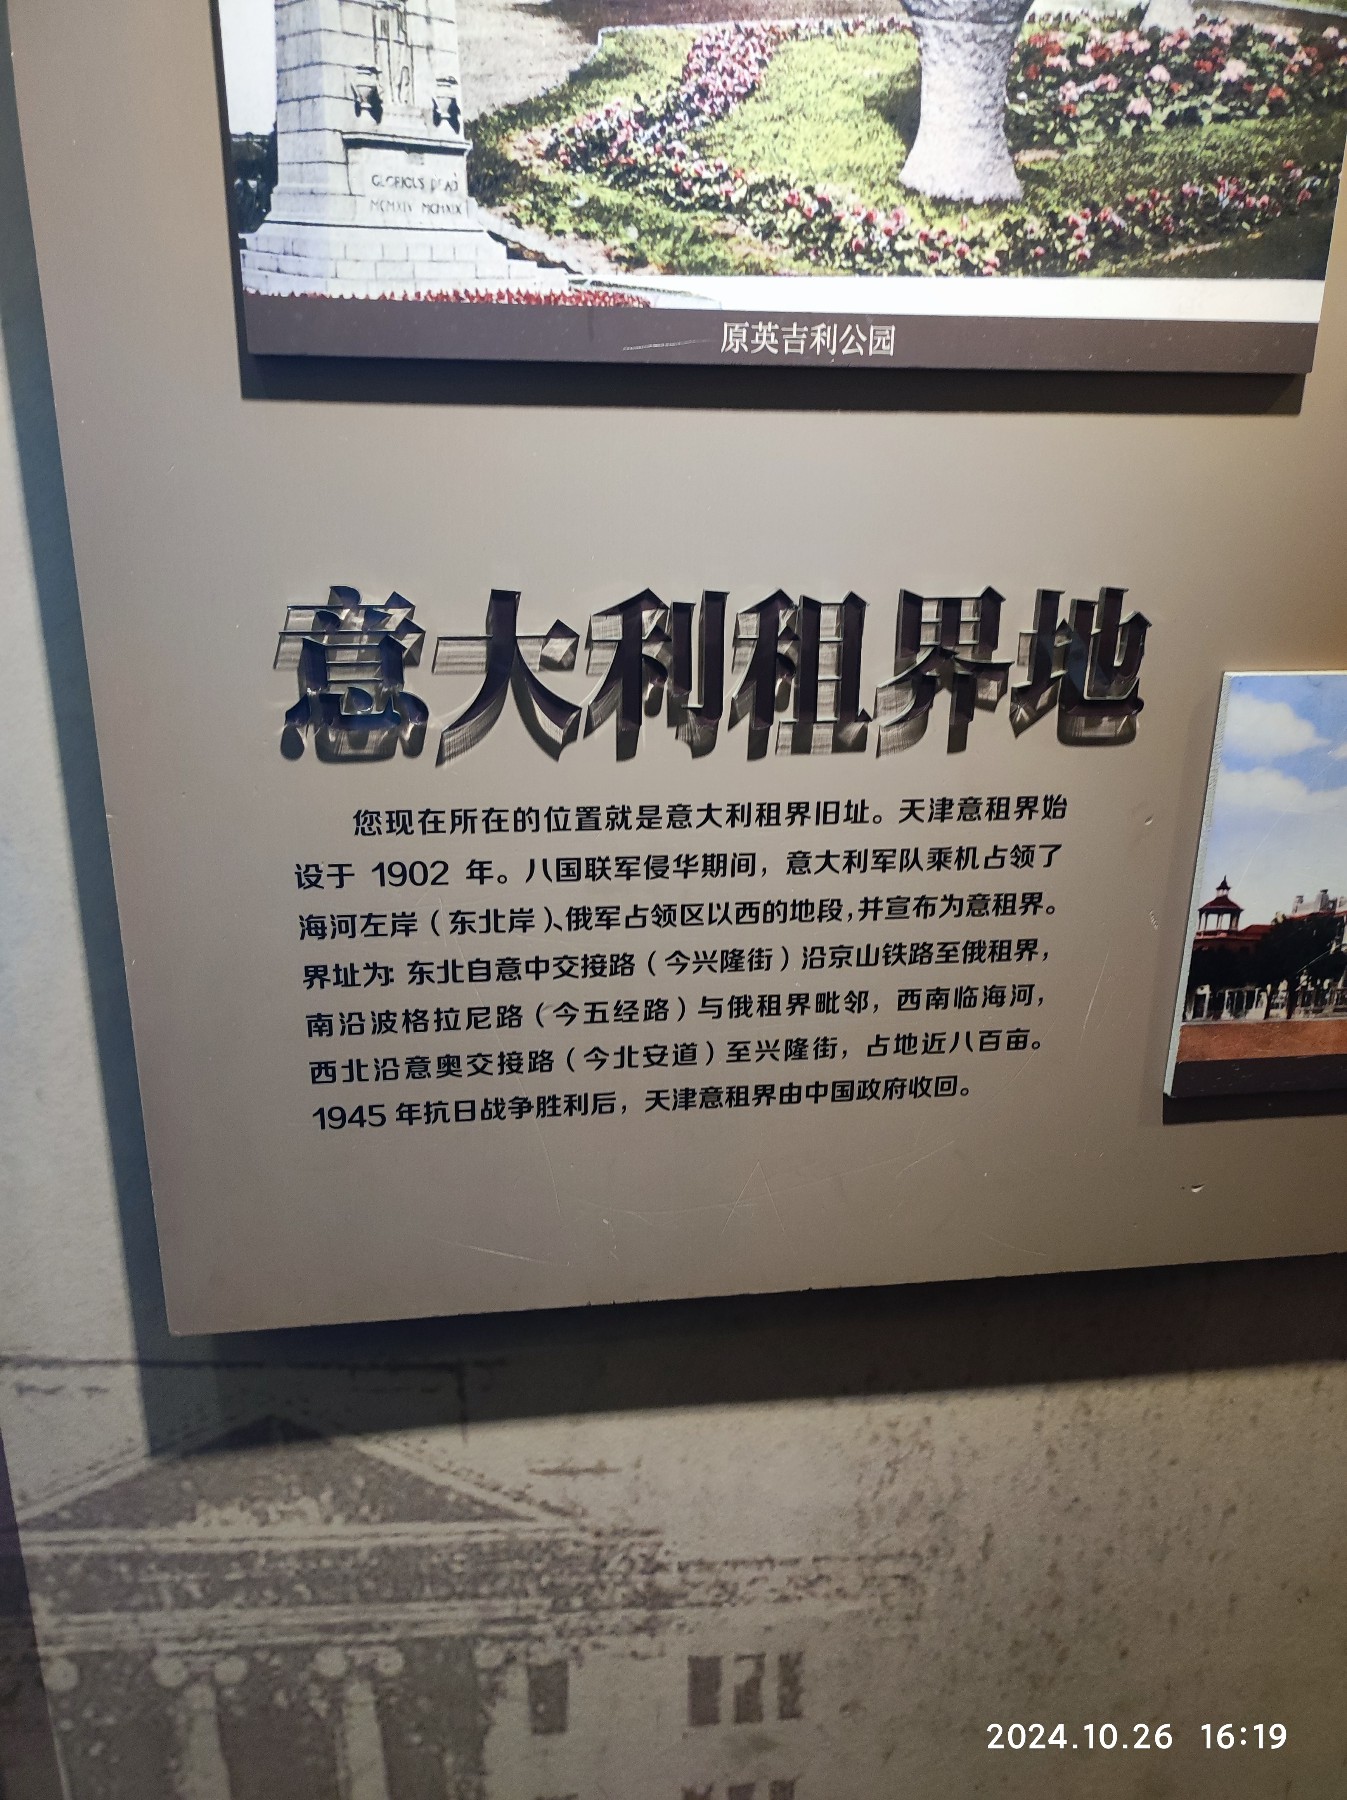 GLORIOUS DEAD
MCMXIV MCMXIX
原英吉利公园
意大利租界地
您现在所在的位置就是意大利租界旧址。天津意租界始
设于 1902 年。八国联军侵华期间，意大利军队乘机占领了
海河左岸（东北岸）、俄军占领区以西的地段，并宣布为意租界。
界址为：东北自意中交接路（今兴隆街）沿京山铁路至俄租界，
南沿波格拉尼路（今五经路）与俄租界毗邻，西南临海河，
西北沿意奥交接路（今北安道）至兴隆街，占地近八百亩。
1945 年抗日战争胜利后，天津意租界由中国政府收回。
2024.10.26 16:19